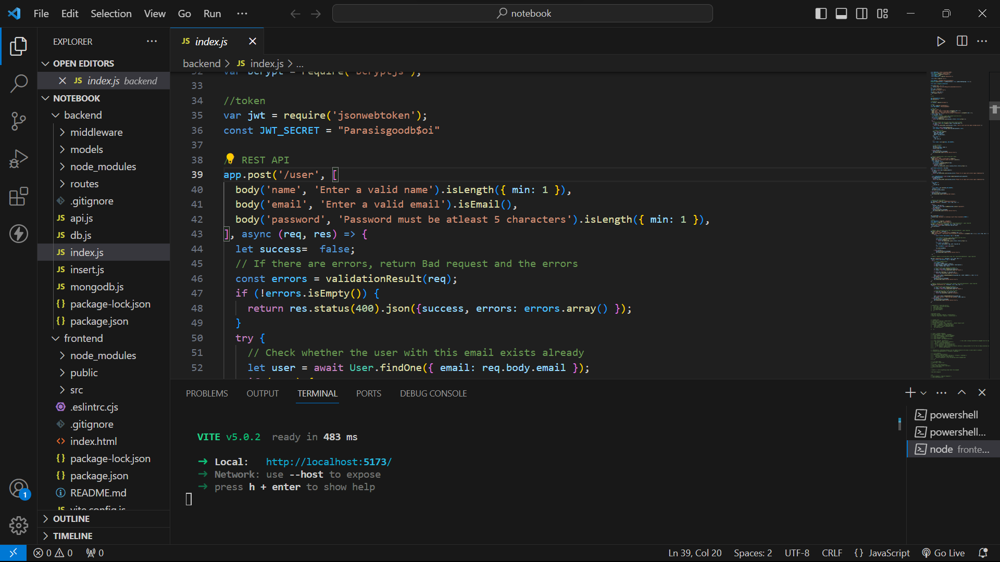 File Edit Selection View Go Run ···
notebook
EXPLORER
OPEN EDITORS
JS index.js backend
NOTEBOOK
backend
middleware
models
node_modules
routes
.gitignore
JS api.js
JS db.js
JS index.js
JS insert.js
JS mongodb.js
{} package-lock.json
{} package.json
frontend
node_modules
public
src
.eslintrc.cjs
.gitignore
<> index.html
{} package-lock.json
{} package.json
README.md
JS vite.config.js
OUTLINE
TIMELINE
JS index.js
backend > JS index.js > ...
32 var bcrypt = require('bcryptjs');
33
34 //token
35 var jwt = require('jsonwebtoken');
36 const JWT_SECRET = "Parasisgoodb$oi"
37
38 / REST API
39 app.post('/user', [
40 body('name', 'Enter a valid name').isLength({ min: 1 }),
41 body('email', 'Enter a valid email').isEmail(),
42 body('password', 'Password must be atleast 5 characters').isLength({ min: 1 }),
43 ], async (req, res) => {
44 let success=  false;
45 // If there are errors, return Bad request and the errors
46 const errors = validationResult(req);
47 if (!errors.isEmpty()) {
48 return res.status(400).json({success, errors: errors.array() });
49 }
50 try {
51 // Check whether the user with this email exists already
52 let user = await User.findOne({ email: req.body.email });
PROBLEMS OUTPUT TERMINAL PORTS DEBUG CONSOLE
VITE v5.0.2  ready in 483 ms
➜ Local: http://localhost:5173/
➜ Network: use --host to expose
➜ press h + enter to show help
powershell
powershell...
node fronte...
1
0 0 0
Ln 39, Col 20 Spaces: 2 UTF-8 CRLF {} JavaScript Go Live